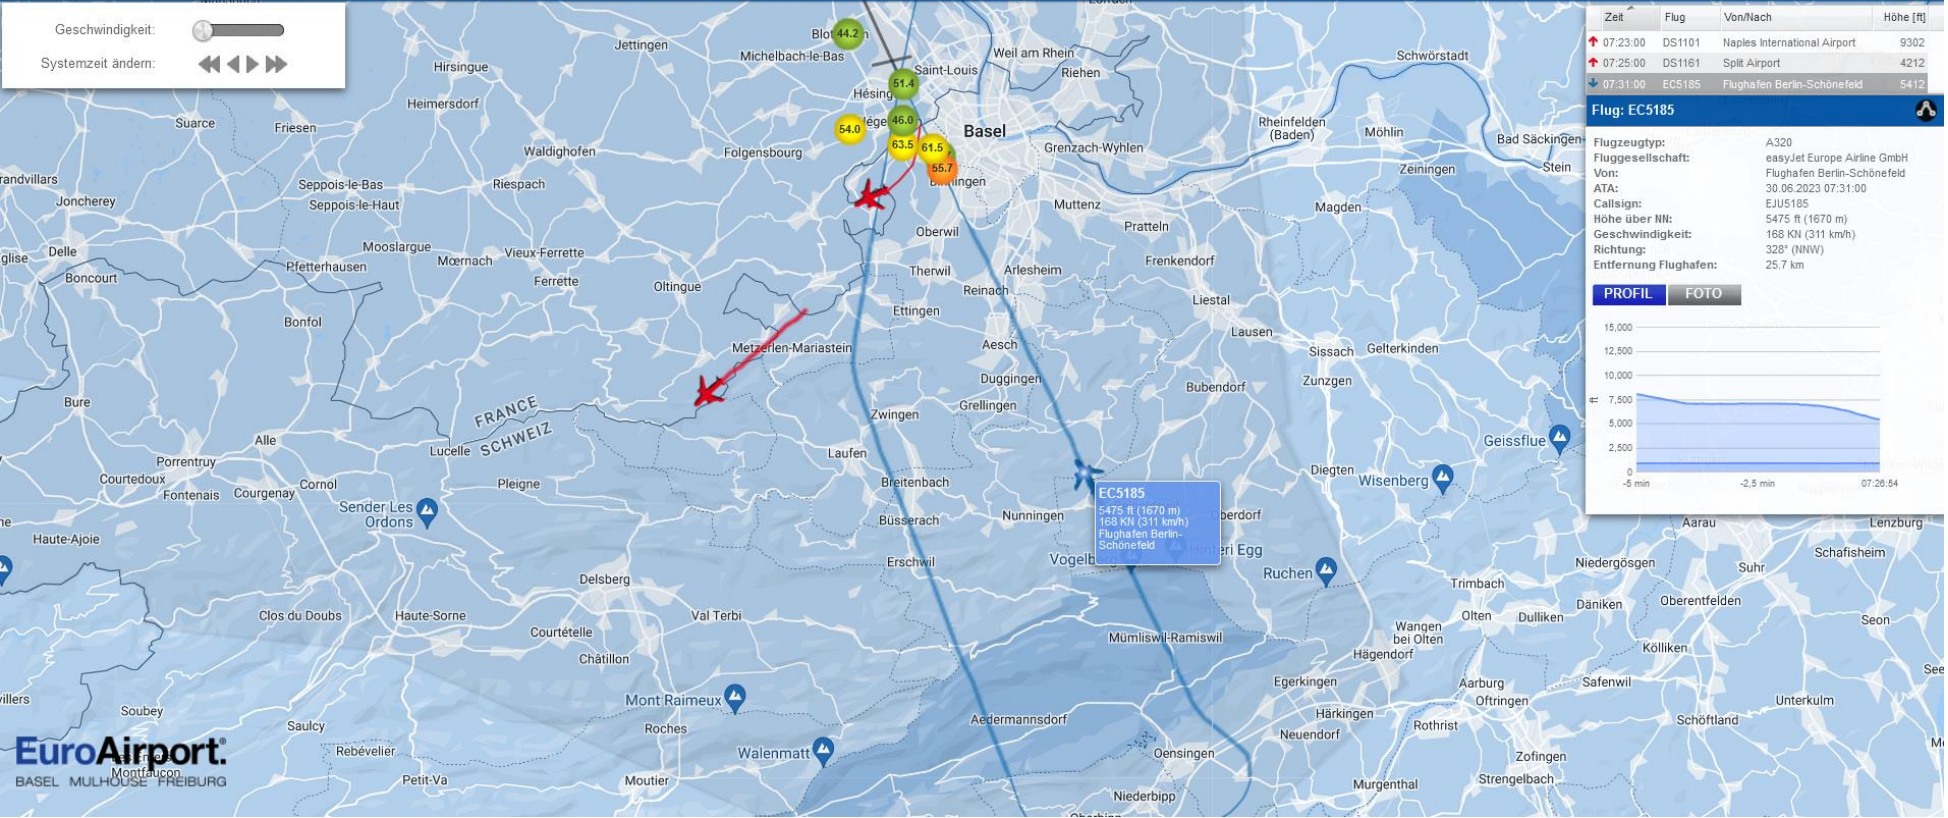 Geschwindigkeit:
Systemzeit ändern:
Zeit Flug Von/Nach Höhe [ft]
07:23:00 DS1101 Naples International Airport 9302
07:25:00 DS1161 Split Airport 4212
07:31:00 EC5185 Flughafen Berlin-Schönefeld 5412
Flug: EC5185
Flugzeugtyp: A320
Fluggesellschaft: easyJet Europe Airline GmbH
Von: Flughafen Berlin-Schönefeld
ATA: 30.06.2023 07:31:00
Callsign: EJU5185
Höhe über NN: 5475 ft (1670 m)
Geschwindigkeit: 168 KN (311 km/h)
Richtung: 328° (NNW)
Entfernung Flughafen: 25.7 km
PROFIL FOTO
15,000
12,500
10,000
ft 7,500
5,000
2,500
0
-5 min -2,5 min 07:26:54
44.2
Michelbach-le-Bas
Jettingen
Hirsingue
Heimersdorf
Suarce
Friesen
Waldighofen
Folgensbourg
Weil am Rhein
Saint-Louis
Riehen
51.4
46.0
54.0
63.5
61.5
55.7
Basel
Grenzach-Wyhlen
Rheinfelden
(Baden)
Schwörstadt
Möhlin
Bad Säckingen
Stein
Zeiningen
Seppois-le-Bas
Seppois-le-Haut
Riespach
Joncherey
Delle
Boncourt
Mooslargue
Pfetterhausen
Mœrnach
Vieux-Ferrette
Ferrette
Oltingue
Oberwil
Muttenz
Pratteln
Magden
Therwil
Arlesheim
Reinach
Frenkendorf
Liestal
Ettingen
Lausen
Aesch
Sissach
Gelterkinden
Bonfol
Metzerlen-Mariastein
Duggingen
Grellingen
Bubendorf
Zunzgen
Bure
FRANCE
SCHWEIZ
Zwingen
Alle
Lucelle
Laufen
Geissflue
Porrentruy
Courtedoux
Fontenais
Courgenay
Cornol
Pleigne
Breitenbach
Diegten
Wisenberg
EC5185
5475 ft (1670 m)
168 KN (311 km/h)
Flughafen Berlin-
Schönefeld
Sender Les
Ordons
Büsserach
Nunningen
Aarau
Lenzburg
Haute-Ajoie
Erschwil
Ruchen
Niedergösgen
Schafisheim
Suhr
Delsberg
Trimbach
Clos du Doubs
Haute-Sorne
Val Terbi
Courtételle
Mümliswil-Ramiswil
Olten
Dulliken
Däniken
Oberentfelden
Seon
Wangen
bei Olten
Châtillon
Hägendorf
Kölliken
Mont Raimeux
Egerkingen
Aarburg
Oftringen
Safenwil
Unterkulm
Soubey
Saulcy
Roches
Aedermannsdorf
Härkingen
Neuendorf
Rothrist
Schöftland
Rebévelier
Walenmatt
Oensingen
Zofingen
EuroAirport.
BASEL MULHOUSE FREIBURG
Montfaucon
Petit-Va
Moutier
Niederbipp
Murgenthal
Strengelbach